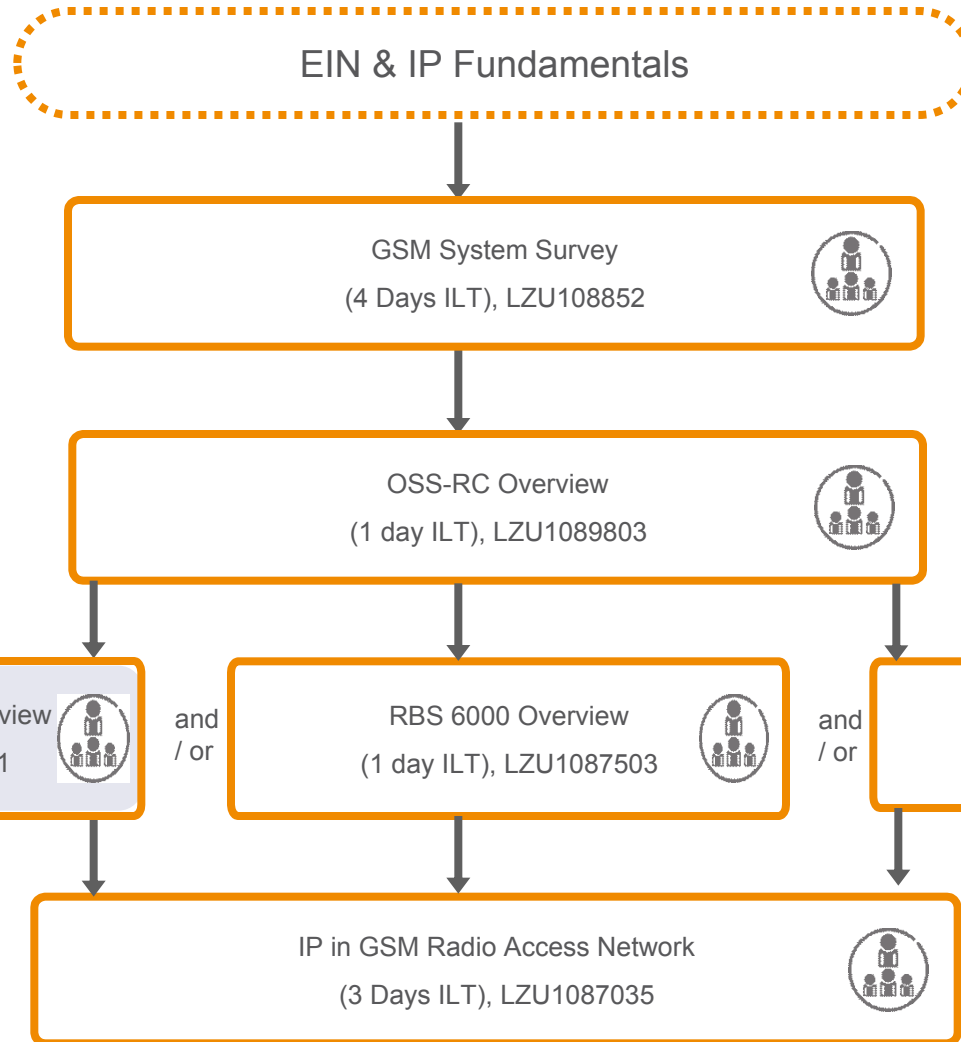 EIN & IP Fundamentals
GSM System Survey
(4 Days ILT), LZU108852
OSS-RC Overview
(1 day ILT), LZU1089803
view
1
and
/ or
RBS 6000 Overview
(1 day ILT), LZU1087503
and
/ or
IP in GSM Radio Access Network
(3 Days ILT), LZU1087035